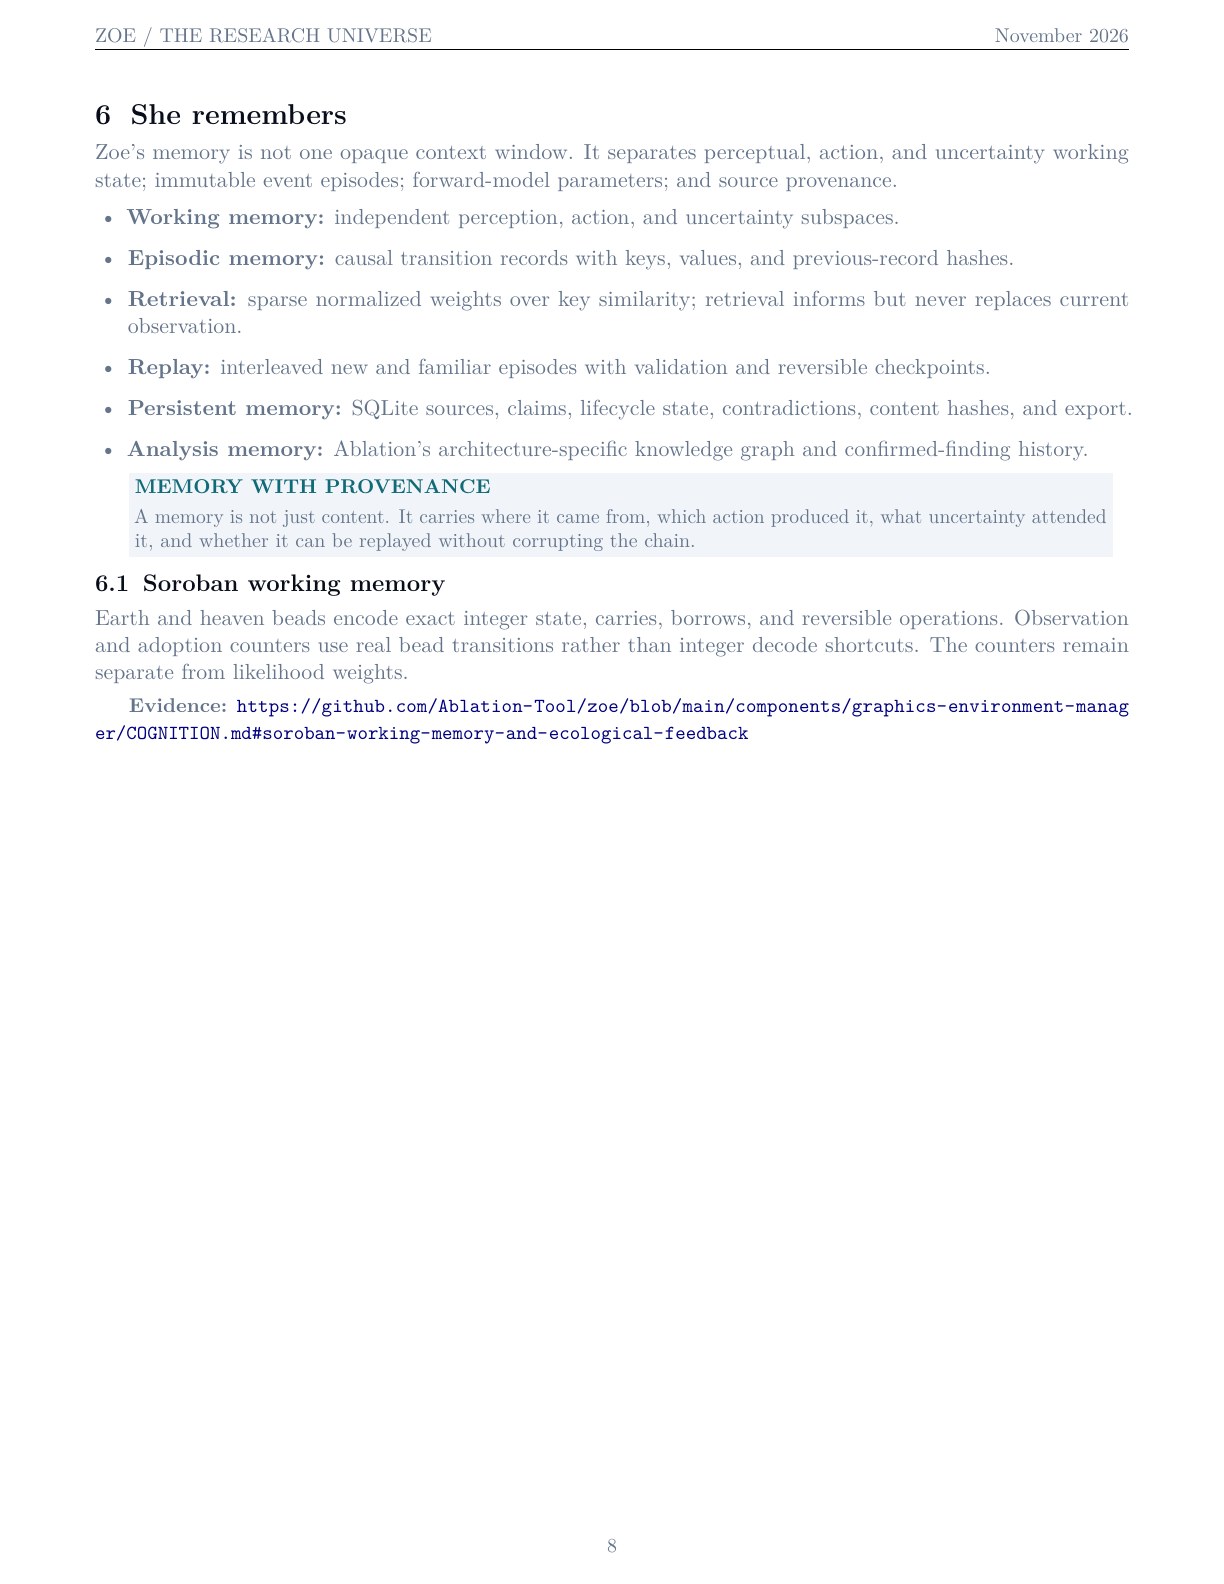 ZOE / THE RESEARCH UNIVERSE November 2026
6 She remembers
Zoe's memory is not one opaque context window. It separates perceptual, action, and uncertainty working
state; immutable event episodes; forward-model parameters; and source provenance.
• Working memory: independent perception, action, and uncertainty subspaces.
• Episodic memory: causal transition records with keys, values, and previous-record hashes.
• Retrieval: sparse normalized weights over key similarity; retrieval informs but never replaces current
observation.
• Replay: interleaved new and familiar episodes with validation and reversible checkpoints.
• Persistent memory: SQLite sources, claims, lifecycle state, contradictions, content hashes, and export.
• Analysis memory: Ablation's architecture-specific knowledge graph and confirmed-finding history.
MEMORY WITH PROVENANCE
A memory is not just content. It carries where it came from, which action produced it, what uncertainty attended
it, and whether it can be replayed without corrupting the chain.
6.1 Soroban working memory
Earth and heaven beads encode exact integer state, carries, borrows, and reversible operations. Observation
and adoption counters use real bead transitions rather than integer decode shortcuts. The counters remain
separate from likelihood weights.
Evidence: https://github.com/Ablation-Tool/zoe/blob/main/components/graphics-environment-manag
er/COGNITION.md#soroban-working-memory-and-ecological-feedback
8